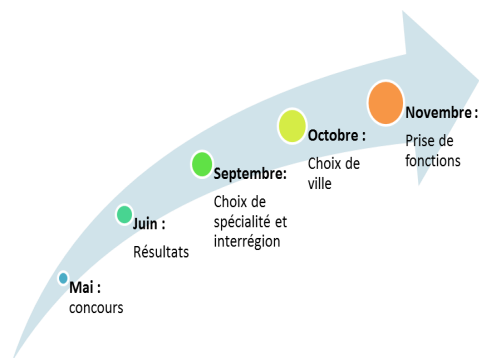 Mai :
concours
Juin :
Résultats
Septembre:
Choix de
spécialité et
interrégion
Octobre :
Choix de
ville
Novembre :
Prise de
fonctions